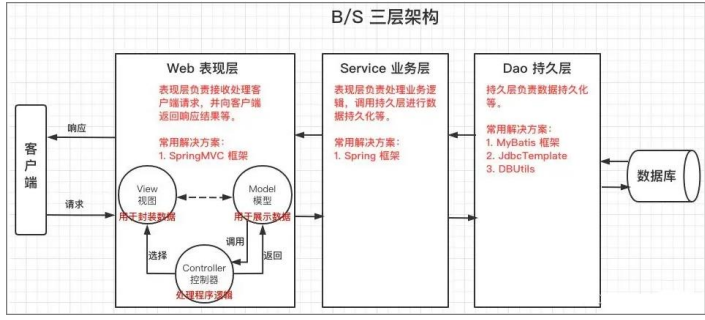 B/S 三层架构
Web 表现层
表现层负责接收处理客
户端请求，并向客户端
返回响应结果等。
常用解决方案：
1. SpringMVC 框架
View
视图
用于封装数据
Model
模型
用于展示数据
调用
选择
返回
Controller
控制器
处理程序逻辑
Service 业务层
表现层负责处理业务逻
辑，调用持久层进行数
据持久化等。
常用解决方案：
1. Spring 框架
Dao 持久层
持久层负责数据持久化
等。
常用解决方案：
1. MyBatis 框架
2. JdbcTemplate
3. DBUtils
客户端
响应
请求
数据库